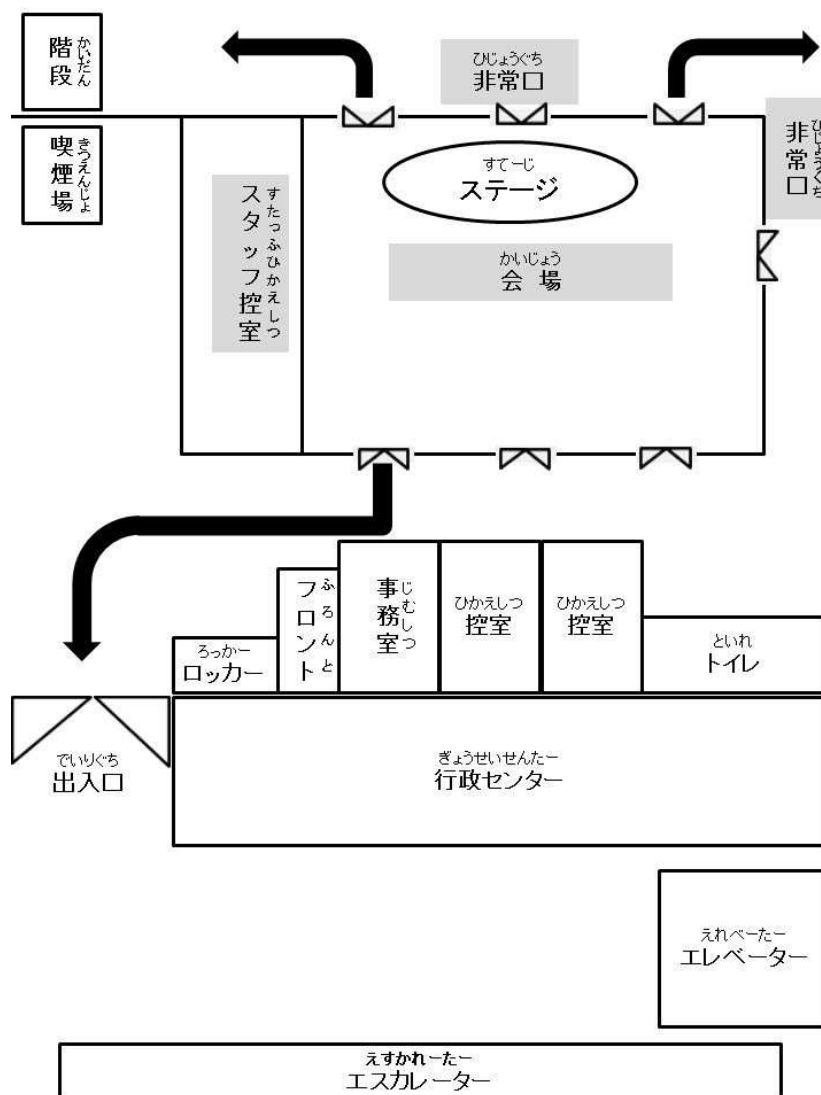 かいだん
階段
ひじょうぐち
非常口
ひじょうぐち
非常口
きつえんじょ
喫煙場
すたっふひかえしつ
スタッフ控室
すてーじ
ステージ
かいじょう
会場
ろっかー
ロッカー
ふろんと
フロント
じむしつ
事務室
ひかえしつ
控室
ひかえしつ
控室
といれ
トイレ
でいりぐち
出入口
ぎょうせいせんたー
行政センター
えれべーたー
エレベーター
えすかれーたー
エスカレーター